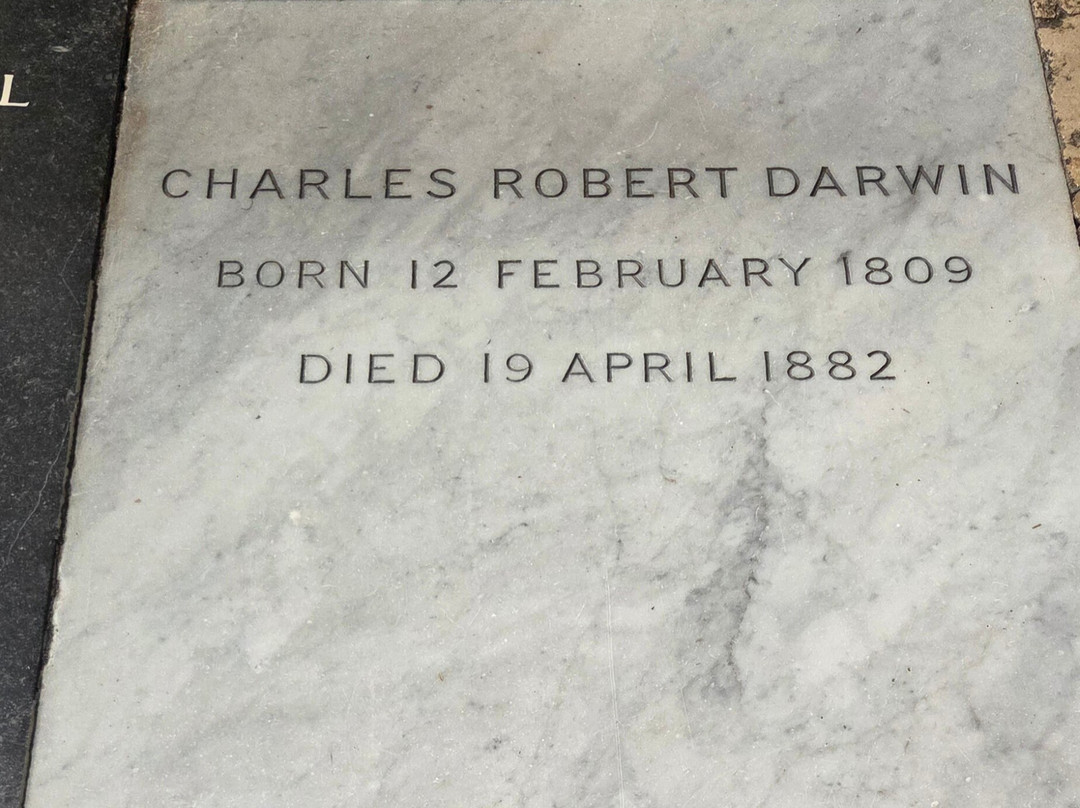 L
CHARLES ROBERT DARWIN
BORN 12 FEBRUARY 1809
DIED 19 APRIL 1882